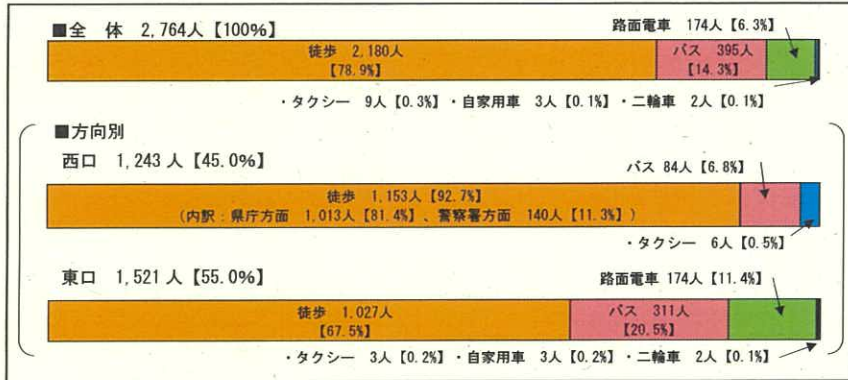 ■全　体　2,764人【100%】
路面電車　174人【6.3%】
徒歩　2,180人
【78.9%】
バス　395人
【14.3%】
・タクシー　9人【0.3%】・自家用車　3人【0.1%】・二輪車　2人【0.1%】
■方向別
西口　1,243 人【45.0%】
バス 84人【6.8%】
徒歩　1,153人【92.7%】
（内訳：県庁方面　1,013人【81.4%】、警察署方面　140人【11.3%】）
・タクシー　6人【0.5%】
東口　1,521 人【55.0%】
路面電車 174人【11.4%】
徒歩　1,027人
【67.5%】
バス　311人
【20.5%】
・タクシー　3人【0.2%】・自家用車　3人【0.2%】・二輪車　2人【0.1%】